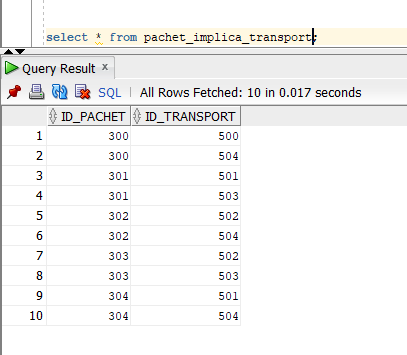 select * from pachet_implica_transport;
Query Result x
SQL | All Rows Fetched: 10 in 0.017 seconds
ID_PACHET ID_TRANSPORT
1 300 500
2 300 504
3 301 501
4 301 503
5 302 502
6 302 504
7 303 502
8 303 503
9 304 501
10 304 504